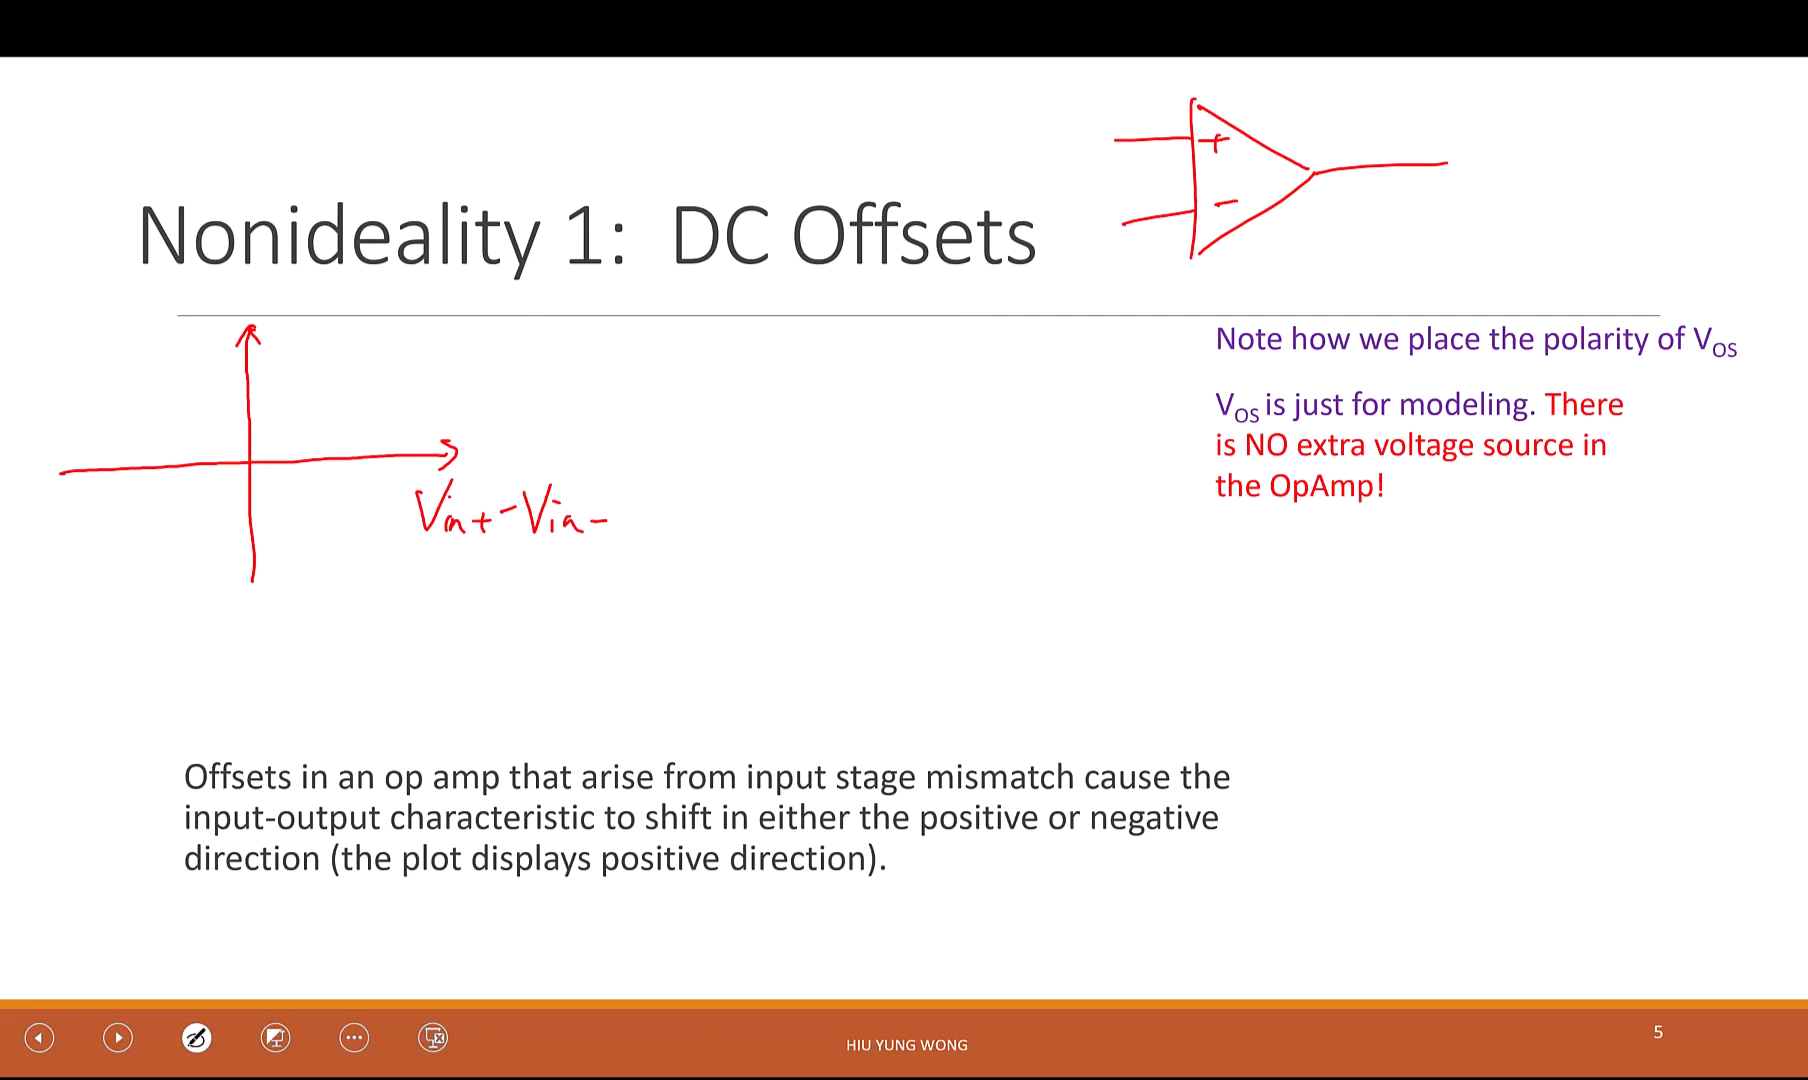 +
-
Nonideality 1: DC Offsets
Note how we place the polarity of VOS
VOS is just for modeling. There
is NO extra voltage source in
the OpAmp!
Vin+ - Vin-
Offsets in an op amp that arise from input stage mismatch cause the
input-output characteristic to shift in either the positive or negative
direction (the plot displays positive direction).
HIU YUNG WONG
5